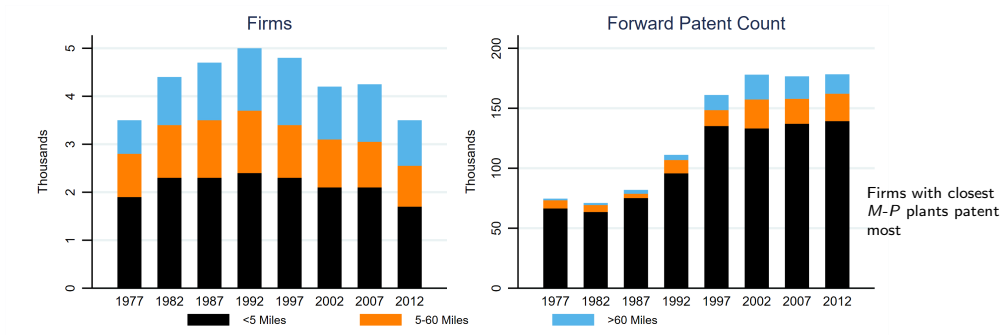 Firms
Forward Patent Count
Thousands
5
4
3
2
1
0
1977 1982 1987 1992 1997 2002 2007 2012
Thousands
200
150
100
50
0
1977 1982 1987 1992 1997 2002 2007 2012
Firms with closest
M-P plants patent
most
<5 Miles 5-60 Miles >60 Miles